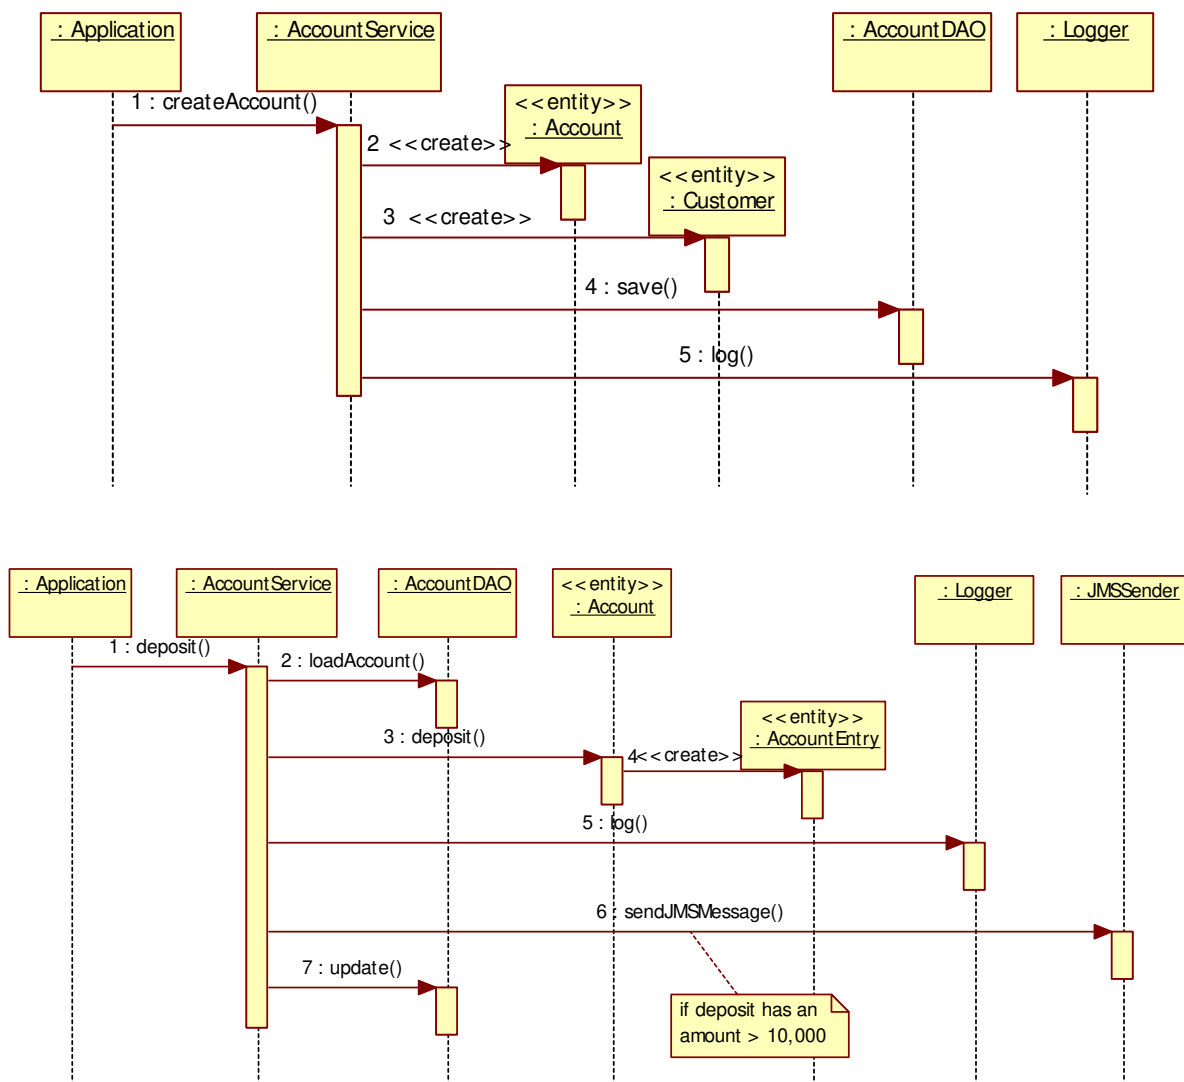 : Application
: AccountService
: AccountDAO
: Logger
1 : createAccount()
<<entity>>
: Account
2 <<create>>
<<entity>>
: Customer
3 <<create>>
4 : save()
5 : log()
: Application
: AccountService
: AccountDAO
<<entity>>
: Account
: Logger
: JMSSender
1 : deposit()
2 : loadAccount()
<<entity>>
: AccountEntry
3 : deposit()
4<<create>>
5 : log()
6 : sendJMSMessage()
7 : update()
if deposit has an
amount > 10,000